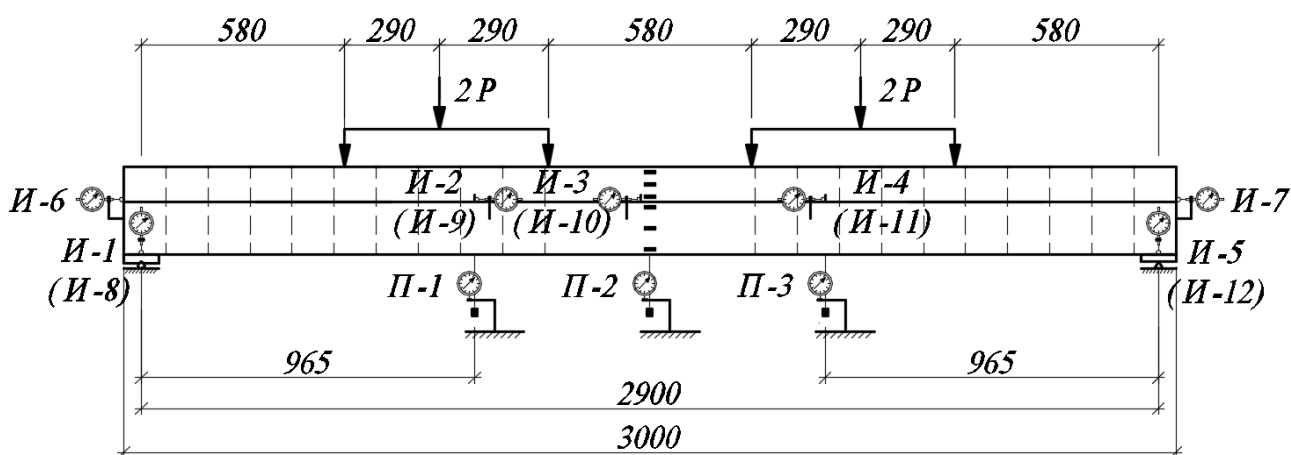 580 290 290 580 290 290 580
2P 2P
И-2 И-3 И-4
И-6 И-7
(И-9) (И-10) (И-11)
И-1 И-5
(И-8) П-1 П-2 П-3 (И-12)
965 965
2900
3000